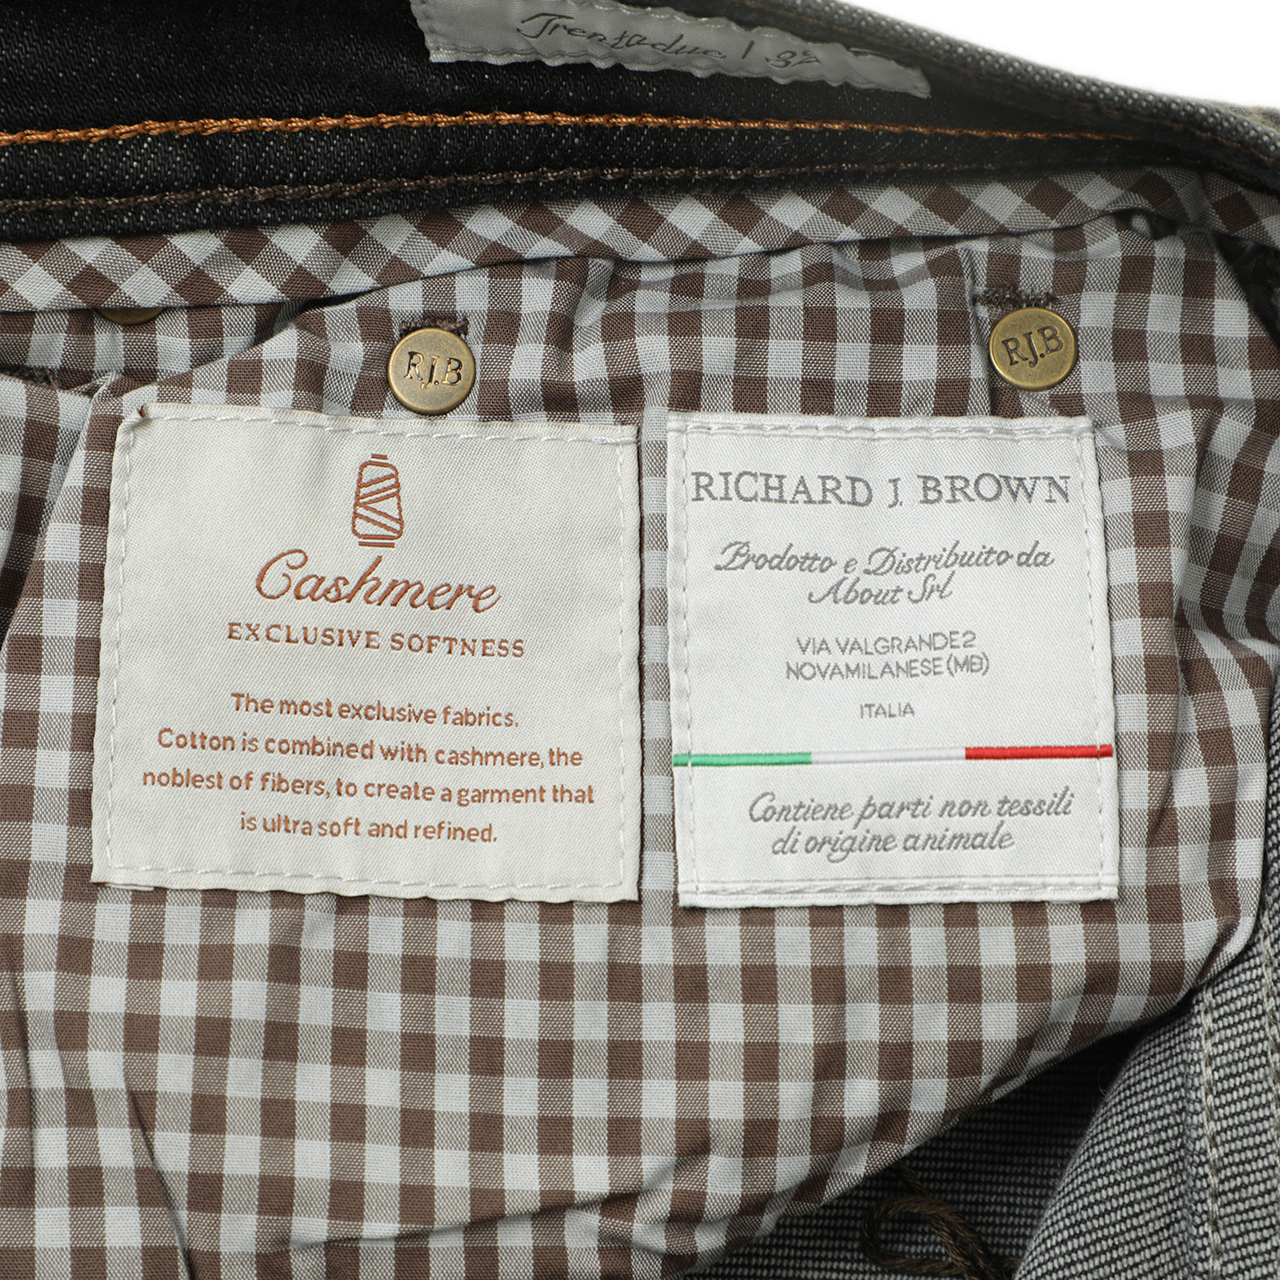 Trentadue / 32
R.J.B
R.J.B
Cashmere
EXCLUSIVE SOFTNESS
The most exclusive fabrics.
Cotton is combined with cashmere, the
noblest of fibers, to create a garment that
is ultra soft and refined.
RICHARD J. BROWN
Prodotto e Distribuito da
About Srl
VIA VALGRANDE 2
NOVA MILANESE (MB)
ITALIA
Contiene parti non tessili
di origine animale